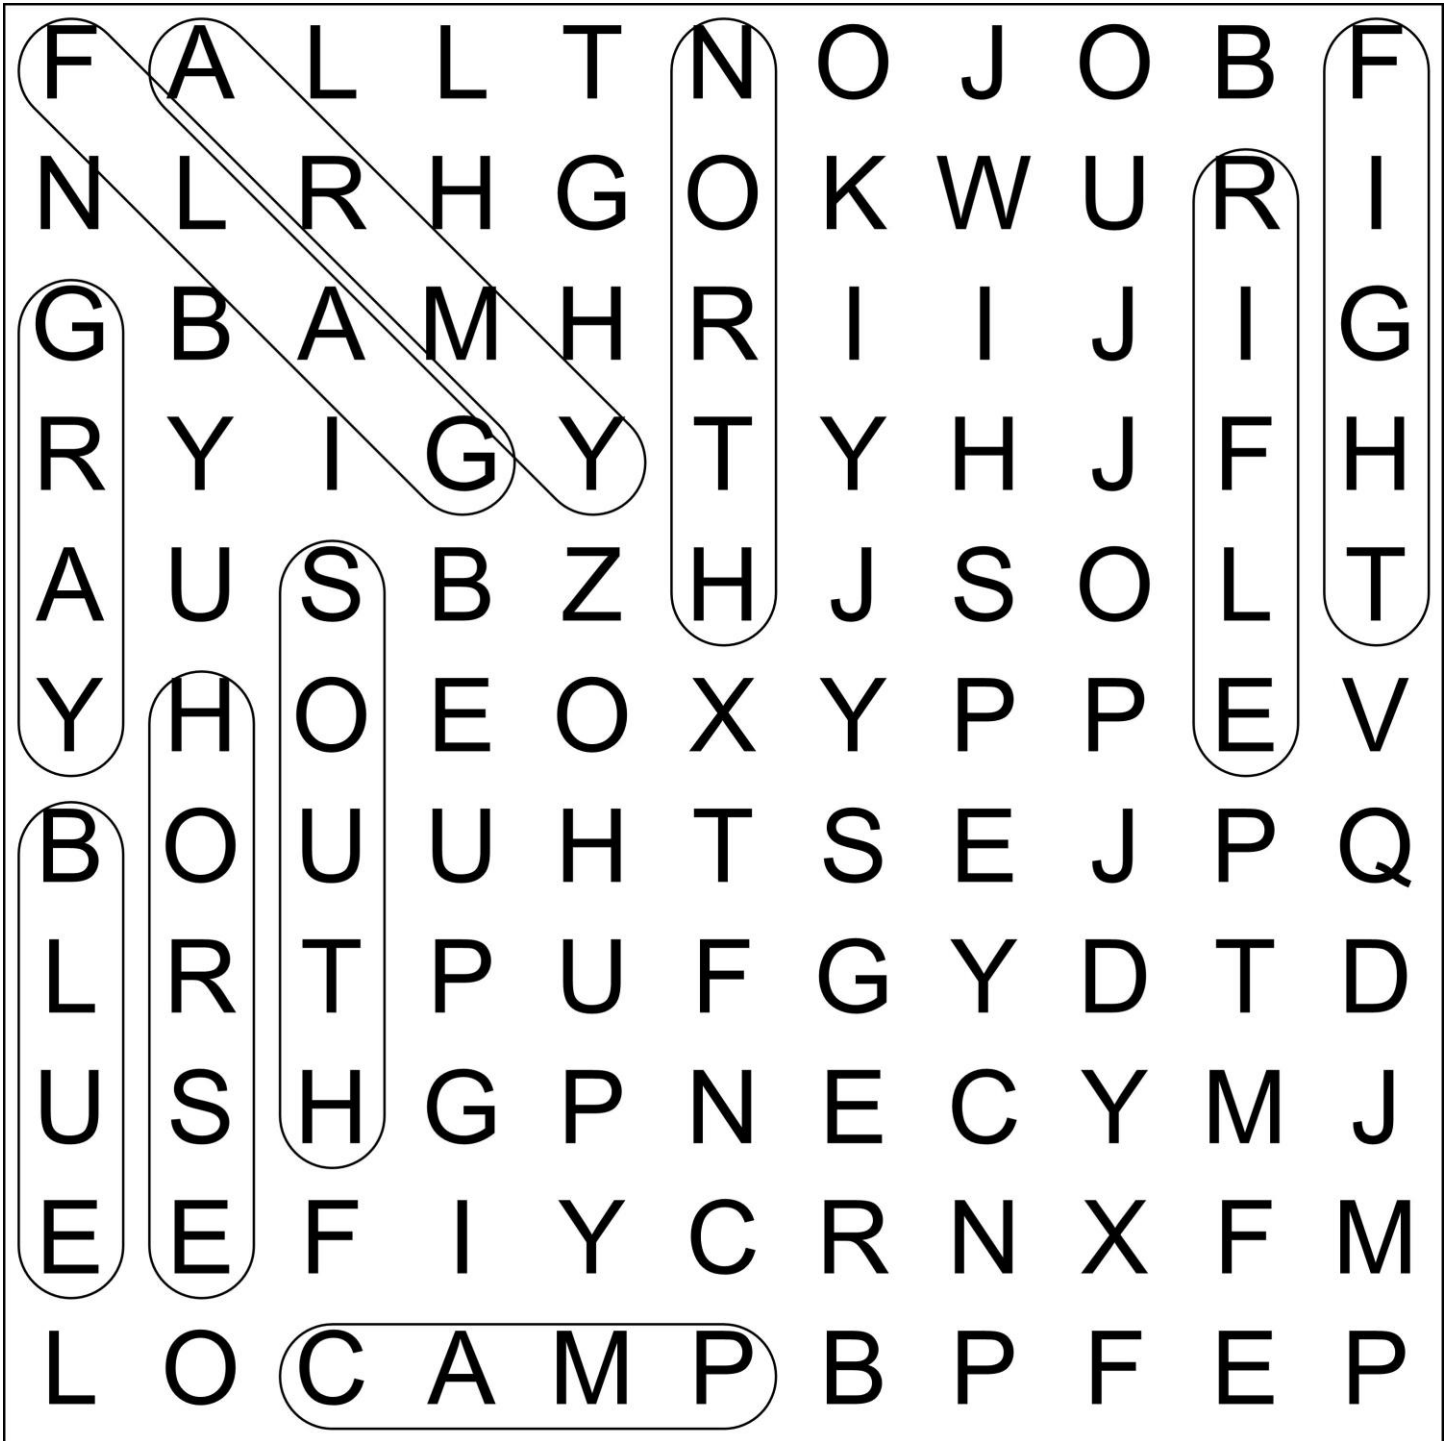 F A L L T N O J O B F
N L R H G O K W U R I
G B A M H R I I J I G
R Y I G Y T Y H J F H
A U S B Z H J S O L T
Y H O E O X Y P P E V
B O U U H T S E J P Q
L R T P U F G Y D T D
U S H G P N E C Y M J
E E F I Y C R N X F M
L O C A M P B P F E P